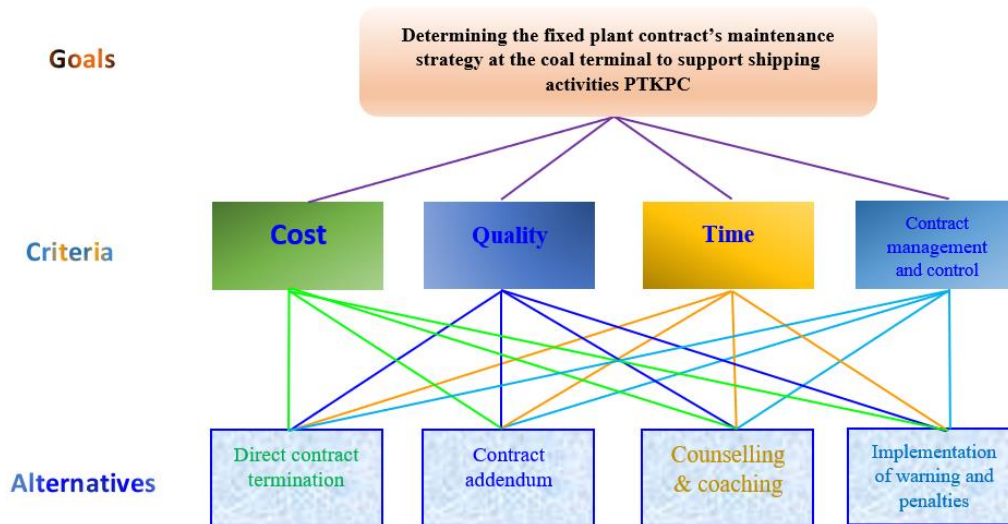 Goals
Determining the fixed plant contract's maintenance
strategy at the coal terminal to support shipping
activities PTKPC
Criteria
Cost
Quality
Time
Contract
management
and control
Alternatives
Direct contract
termination
Contract
addendum
Counselling
& coaching
Implementation
of warning and
penalties